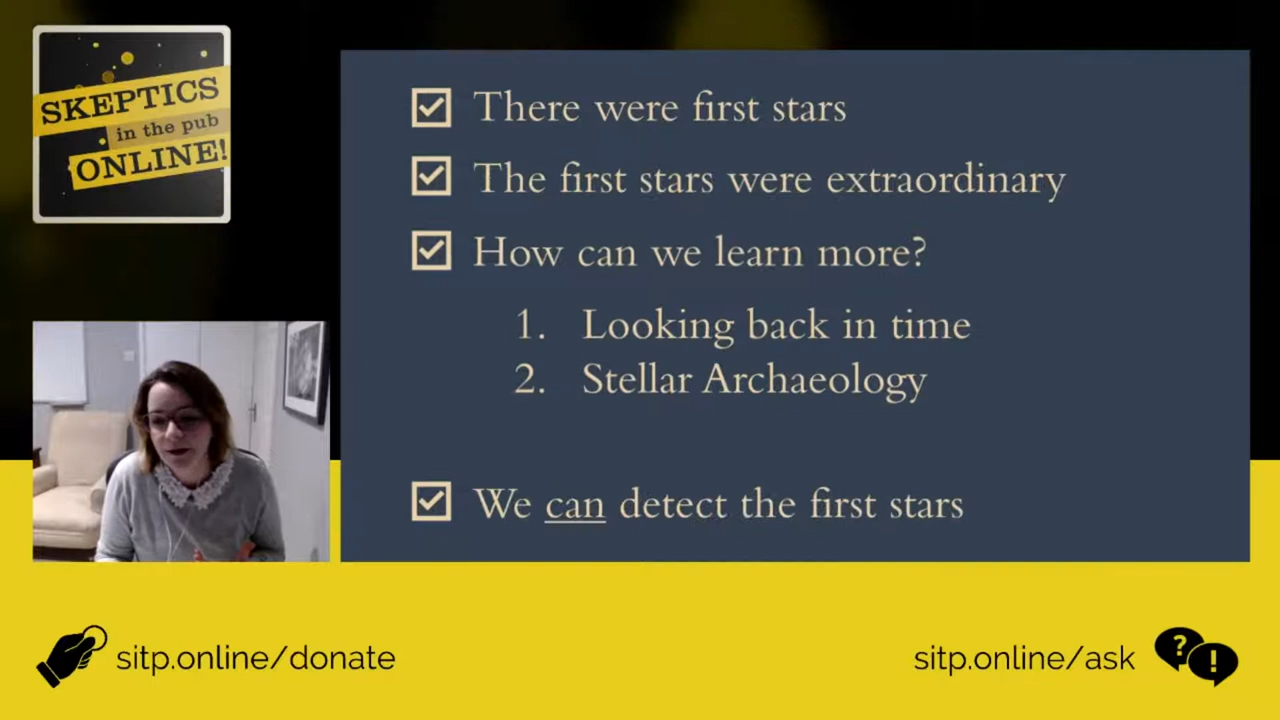 SKEPTICS
in the pub
ONLINE!
There were first stars
The first stars were extraordinary
How can we learn more?
1. Looking back in time
2. Stellar Archaeology
We can detect the first stars
sitp.online/donate
sitp.online/ask
?
!